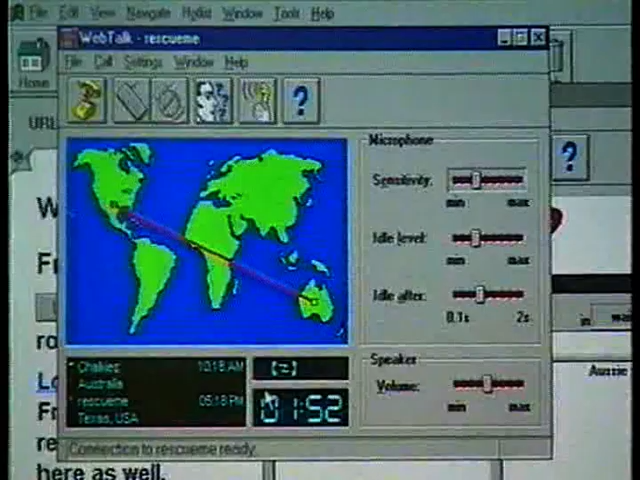 File Edit View Navigate Hotlist Window Tools Help
WebTalk - rescueme
File Call Settings Window Help
Home
URL
?
?
Microphone
Sensitivity:
min max
Idle level:
min max
Idle after:
0.1s 2s
Speaker
Volume:
min max
Chalkies 10:18 AM
Australia
rescueme 05:18 PM
Texas, USA
01:52
Connection to rescueme ready.
W
Fr
ro
Fr
re
here as well.
in
Aussie